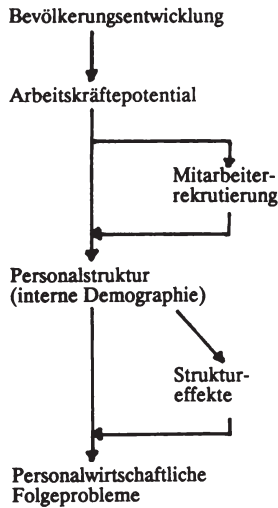 Bevölkerungsentwicklung
Arbeitskräftepotential
Mitarbeiter-
rekrutierung
Personalstruktur
(interne Demographie)
Struktur-
effekte
Personalwirtschaftliche
Folgeprobleme